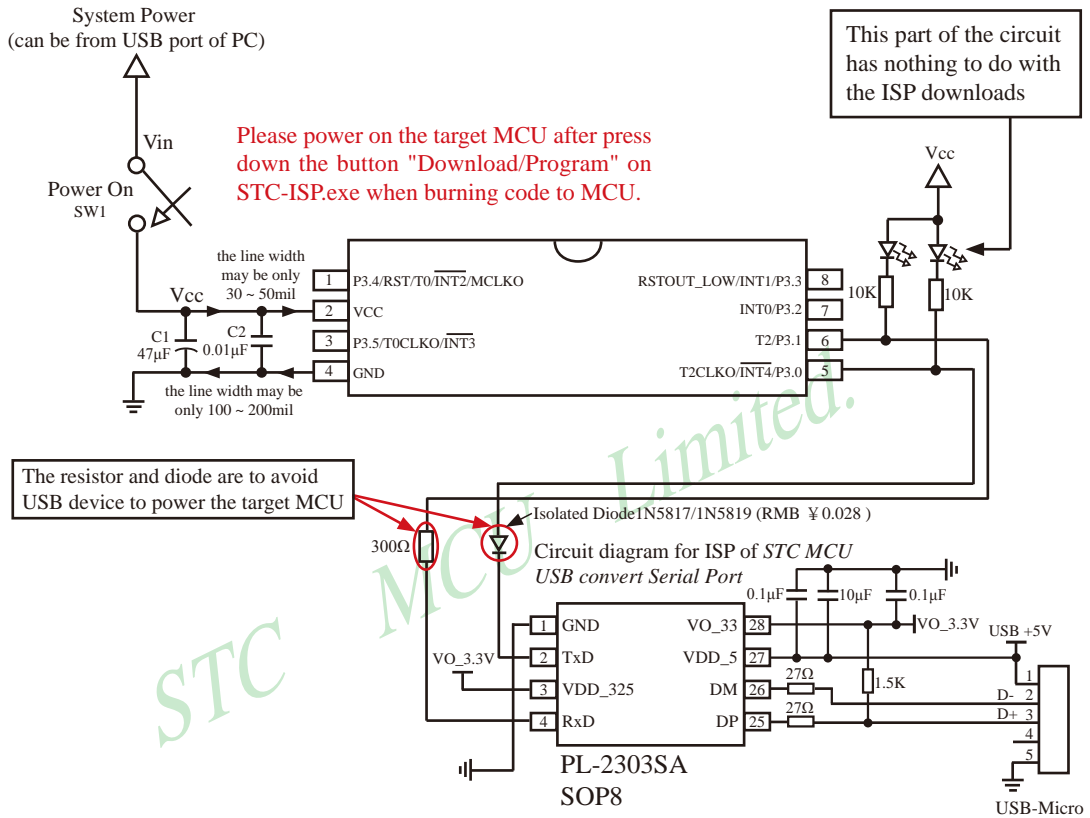 System Power
(can be from USB port of PC)
Vin
Power On
SW1
Please power on the target MCU after press
down the button "Download/Program" on
STC-ISP.exe when burning code to MCU.
This part of the circuit
has nothing to do with
the ISP downloads
Vcc
10K
10K
the line width
may be only
30 ~ 50mil
Vcc
C1
47μF
C2
0.01μF
the line width may be
only 100 ~ 200mil
1 P3.4/RST/T0/INT2/MCLKO
2 VCC
3 P3.5/T0CLKO/INT3
4 GND
RSTOUT_LOW/INT1/P3.3 8
INT0/P3.2 7
T2/P3.1 6
T2CLKO/INT4/P3.0 5
STC MCU Limited.
The resistor and diode are to avoid
USB device to power the target MCU
300Ω
Isolated Diode1N5817/1N5819 (RMB ¥0.028 )
Circuit diagram for ISP of STC MCU
USB convert Serial Port
0.1μF
10μF
0.1μF
1 GND
2 TxD
3 VDD_325
4 RxD
VO_33 28
VDD_5 27
DM 26
DP 25
VO_3.3V
VO_3.3V
27Ω
27Ω
1.5K
USB +5V
1
D- 2
D+ 3
4
5
PL-2303SA
SOP8
USB-Micro